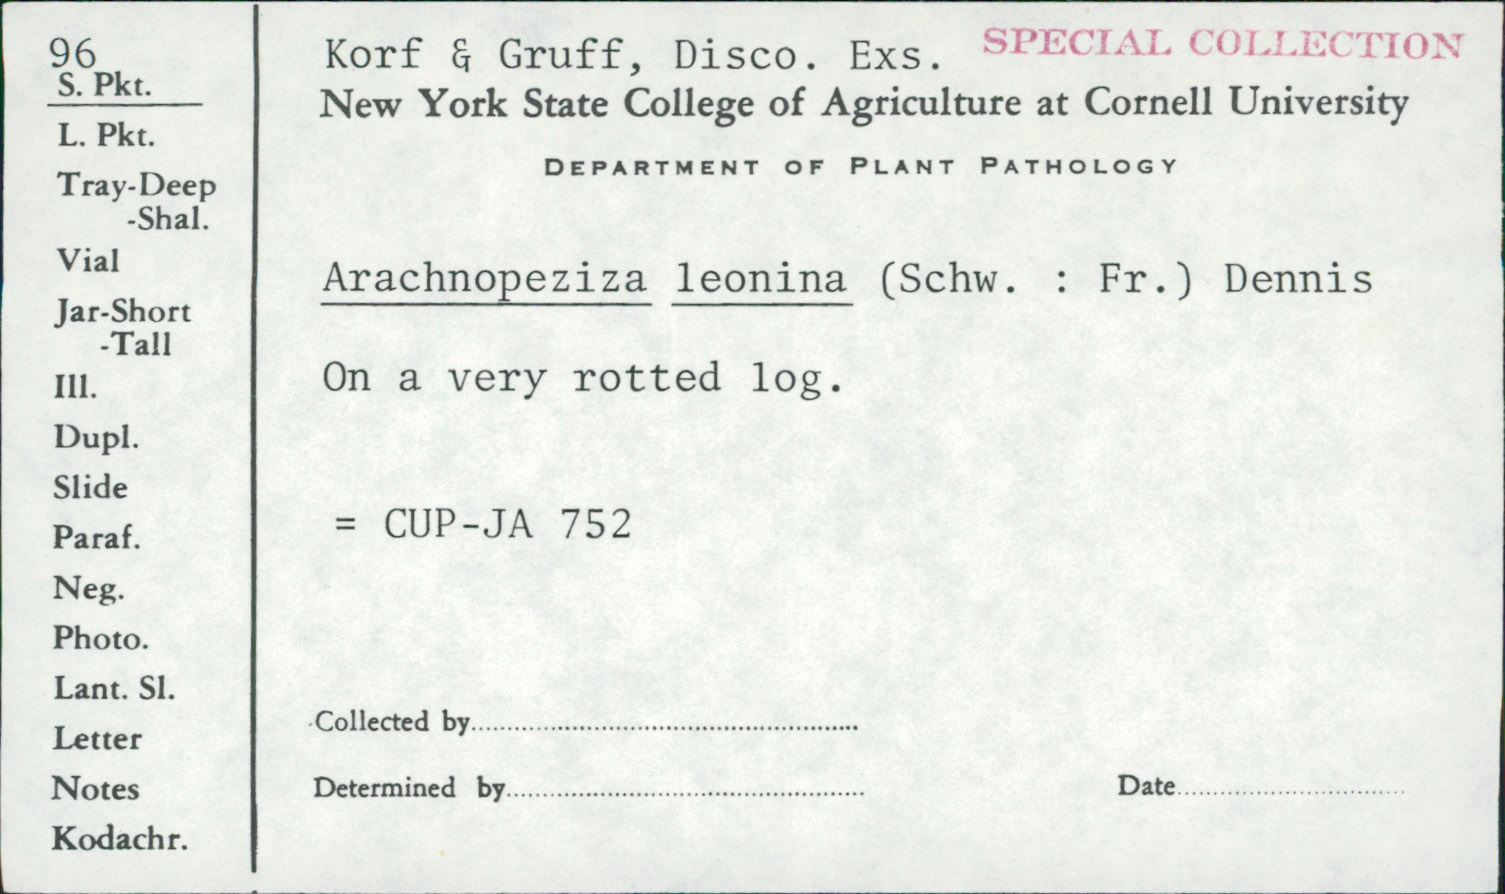 96
S. Pkt.
L. Pkt.
Tray-Deep
-Shal.
Vial
Jar-Short
-Tall
Ill.
Dupl.
Slide
Paraf.
Neg.
Photo.
Lant. Sl.
Letter
Notes
Kodachr.
Korf & Gruff, Disco. Exs. SPECIAL COLLECTION
New York State College of Agriculture at Cornell University
DEPARTMENT OF PLANT PATHOLOGY
Arachnopeziza leonina (Schw. : Fr.) Dennis
On a very rotted log.
= CUP-JA 752
Collected by
Determined by
Date